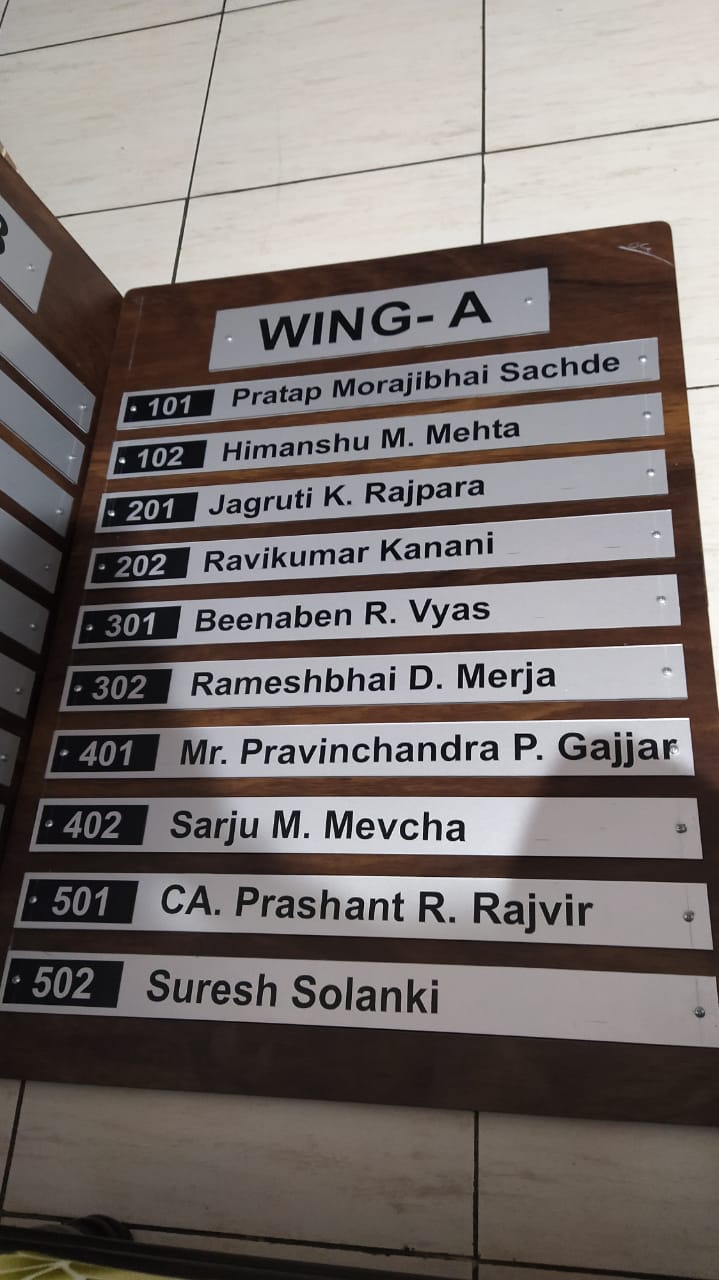 WING- A
101 Pratap Morajibhai Sachde
102 Himanshu M. Mehta
201 Jagruti K. Rajpara
202 Ravikumar Kanani
301 Beenaben R. Vyas
302 Rameshbhai D. Merja
401 Mr. Pravinchandra P. Gajjar
402 Sarju M. Mevcha
501 CA. Prashant R. Rajvir
502 Suresh Solanki